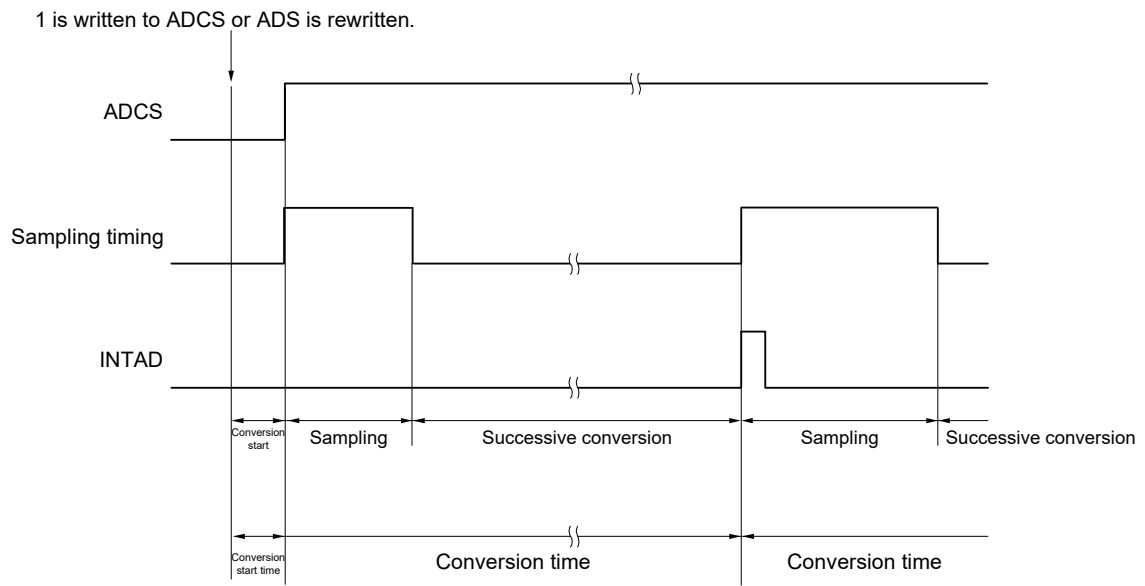 1 is written to ADCS or ADS is rewritten.
ADCS
Sampling timing
INTAD
Conversion
start
Sampling
Successive conversion
Sampling
Successive conversion
Conversion
start time
Conversion time
Conversion time